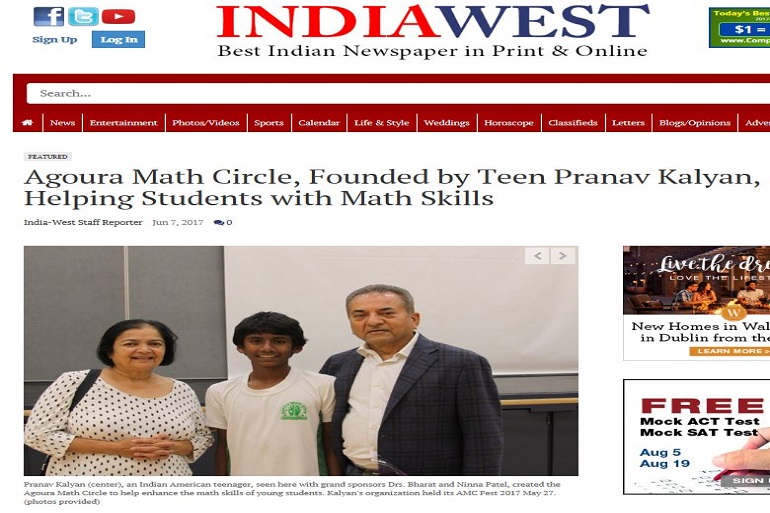 INDIAWEST
Sign Up
Log In
Best Indian Newspaper in Print & Online
Today's Best
$1 =
www.Comp
Search...
News Entertainment Photos/Videos Sports Calendar Life & Style Weddings Horoscope Classifieds Letters Blogs/Opinions
FEATURED
Agoura Math Circle, Founded by Teen Pranav Kalyan,
Helping Students with Math Skills
India-West Staff Reporter Jun 7, 2017 0
Live the
LOVE THE
W
New Homes in
in Dublin from
LEARN MORE >
FREE
Mock ACT Test
Mock SAT Test
Aug 5
Aug 19
SIGN
Pranav Kalyan (center), an Indian American teenager, seen here with grand sponsors Drs. Bharat and Ninna Patel, created the
Agoura Math Circle to help enhance the math skills of young students. Kalyan's organization held its AMC Fest 2017 May 27.
(photos provided)